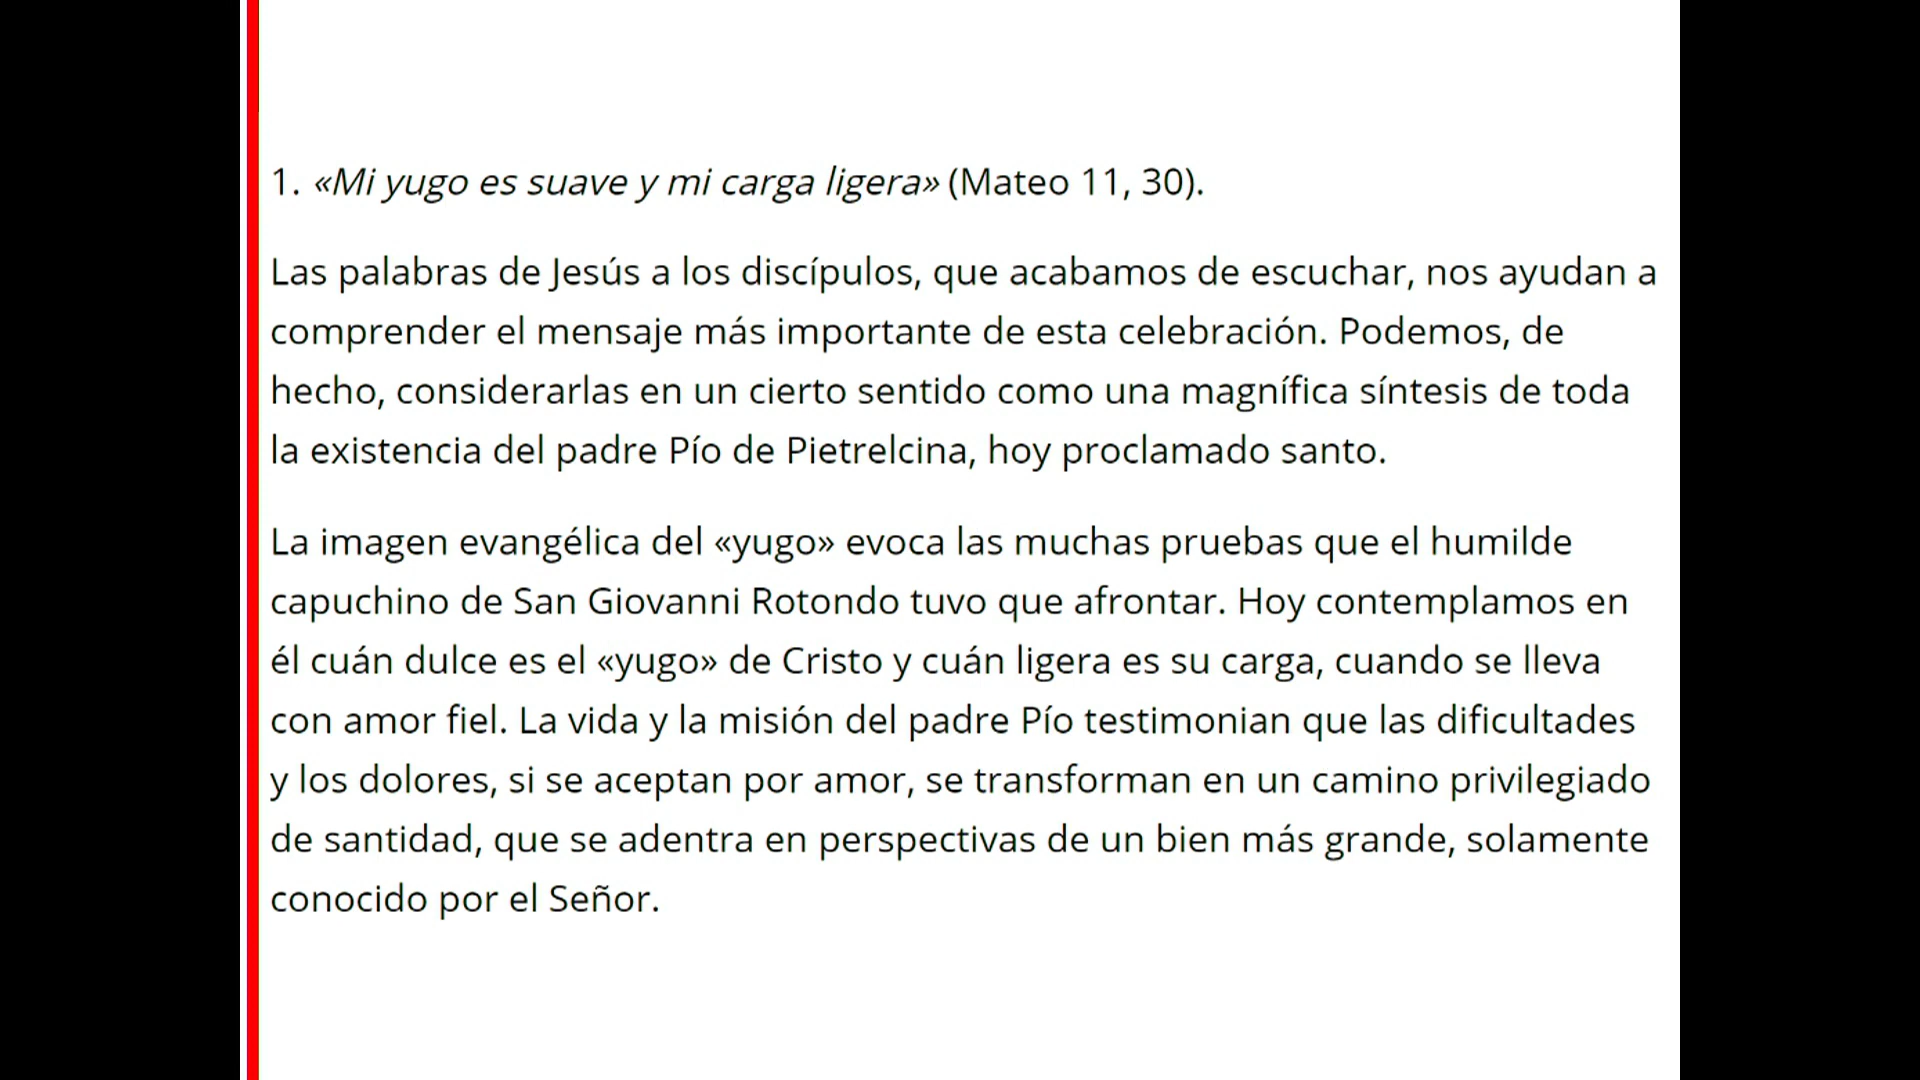 1. «Mi yugo es suave y mi carga ligera» (Mateo 11, 30).
Las palabras de Jesús a los discípulos, que acabamos de escuchar, nos ayudan a
comprender el mensaje más importante de esta celebración. Podemos, de
hecho, considerarlas en un cierto sentido como una magnífica síntesis de toda
la existencia del padre Pío de Pietrelcina, hoy proclamado santo.
La imagen evangélica del «yugo» evoca las muchas pruebas que el humilde
capuchino de San Giovanni Rotondo tuvo que afrontar. Hoy contemplamos en
él cuán dulce es el «yugo» de Cristo y cuán ligera es su carga, cuando se lleva
con amor fiel. La vida y la misión del padre Pío testimonian que las dificultades
y los dolores, si se aceptan por amor, se transforman en un camino privilegiado
de santidad, que se adentra en perspectivas de un bien más grande, solamente
conocido por el Señor.